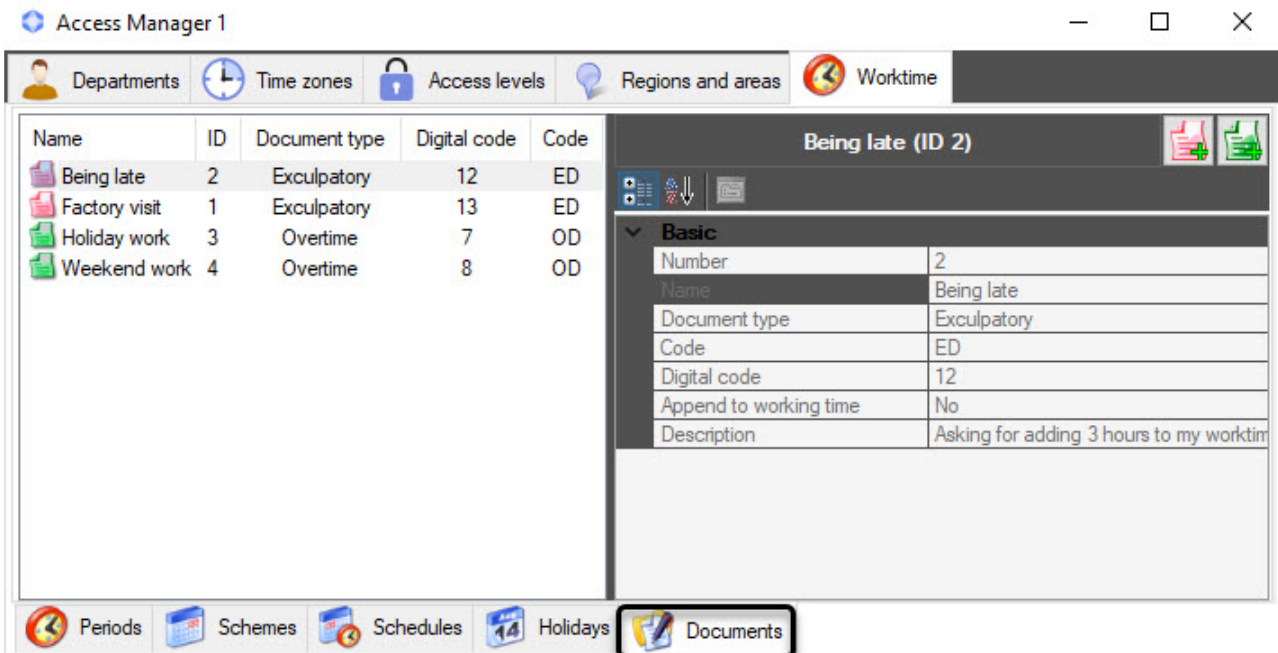 Access Manager 1
Departments Time zones Access levels Regions and areas Worktime
Name ID Document type Digital code Code
Being late 2 Exculpatory 12 ED
Factory visit 1 Exculpatory 13 ED
Holiday work 3 Overtime 7 OD
Weekend work 4 Overtime 8 OD
Being late (ID 2)
Basic
Number 2
Name Being late
Document type Exculpatory
Code ED
Digital code 12
Append to working time No
Description Asking for adding 3 hours to my worktim
Periods Schemes Schedules 14 Holidays Documents